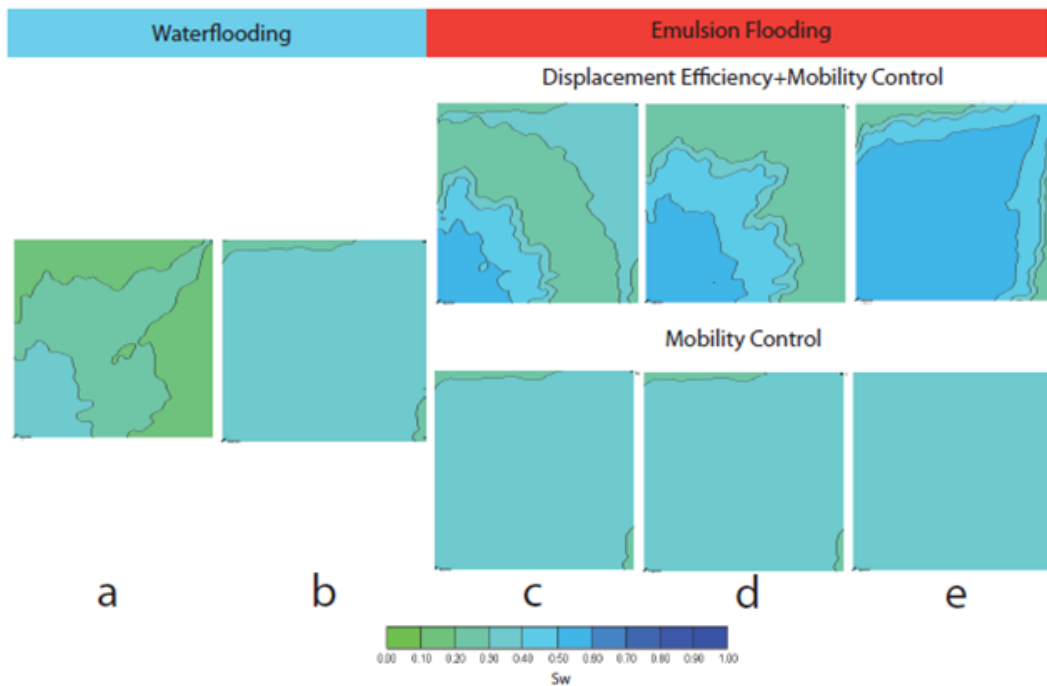 Waterflooding
Emulsion Flooding
Displacement Efficiency+Mobility Control
Mobility Control
a b c d e
0.00 0.10 0.20 0.30 0.40 0.50 0.60 0.70 0.80 0.90 1.00
Sw